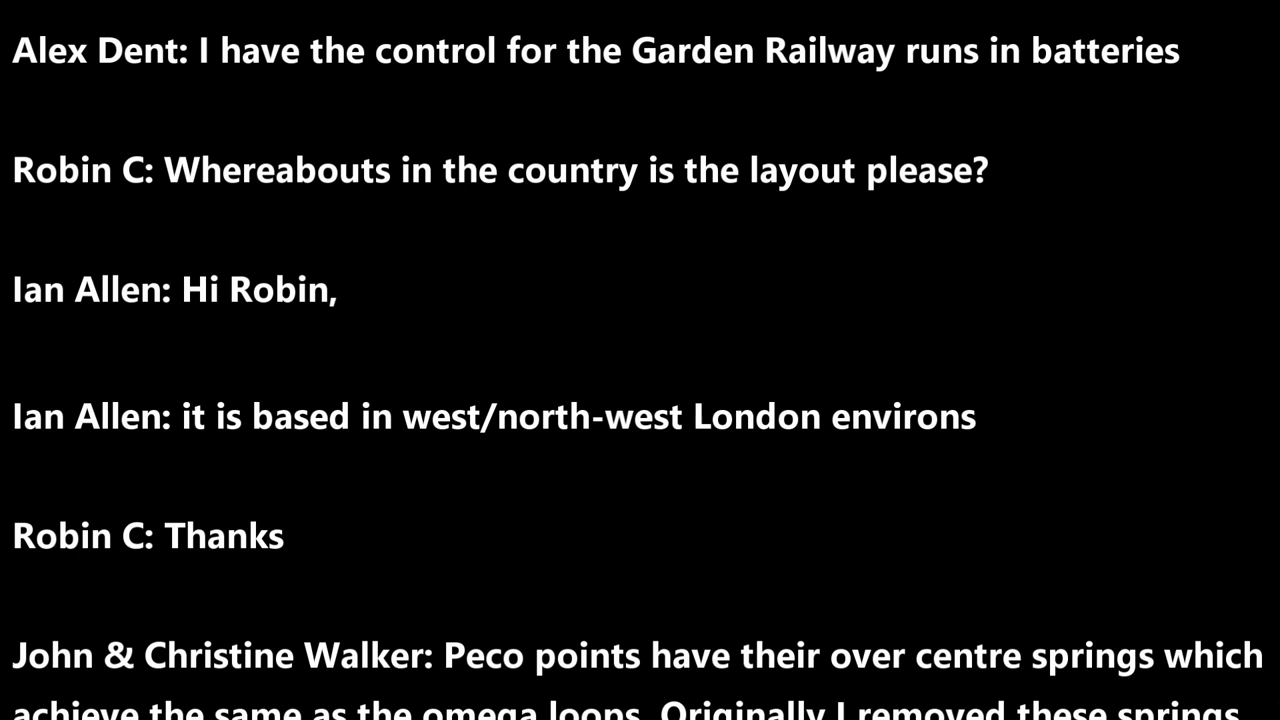 Alex Dent: I have the control for the Garden Railway runs in batteries
Robin C: Whereabouts in the country is the layout please?
Ian Allen: Hi Robin,
Ian Allen: it is based in west/north-west London environs
Robin C: Thanks
John & Christine Walker: Peco points have their over centre springs which
achieve the same as the omega loops. Originally I removed these springs